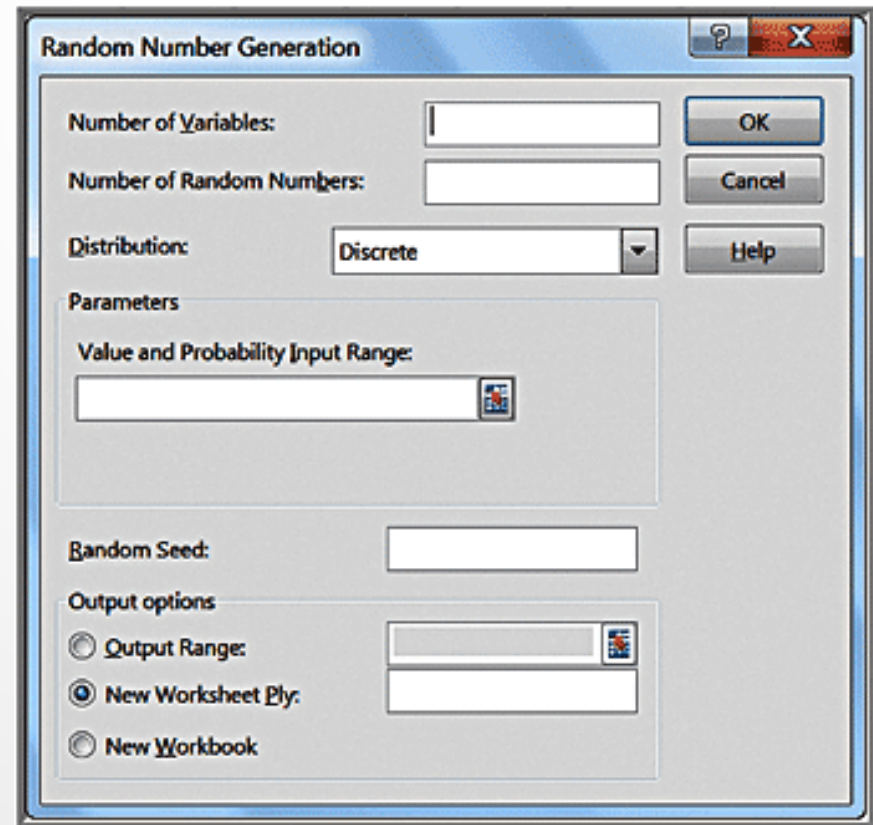 Random Number Generation
?
X
Number of Variables:
OK
Number of Random Numbers:
Cancel
Distribution:
Discrete
Help
Parameters
Value and Probability Input Range:
Random Seed:
Output options
Output Range:
New Worksheet Ply:
New Workbook